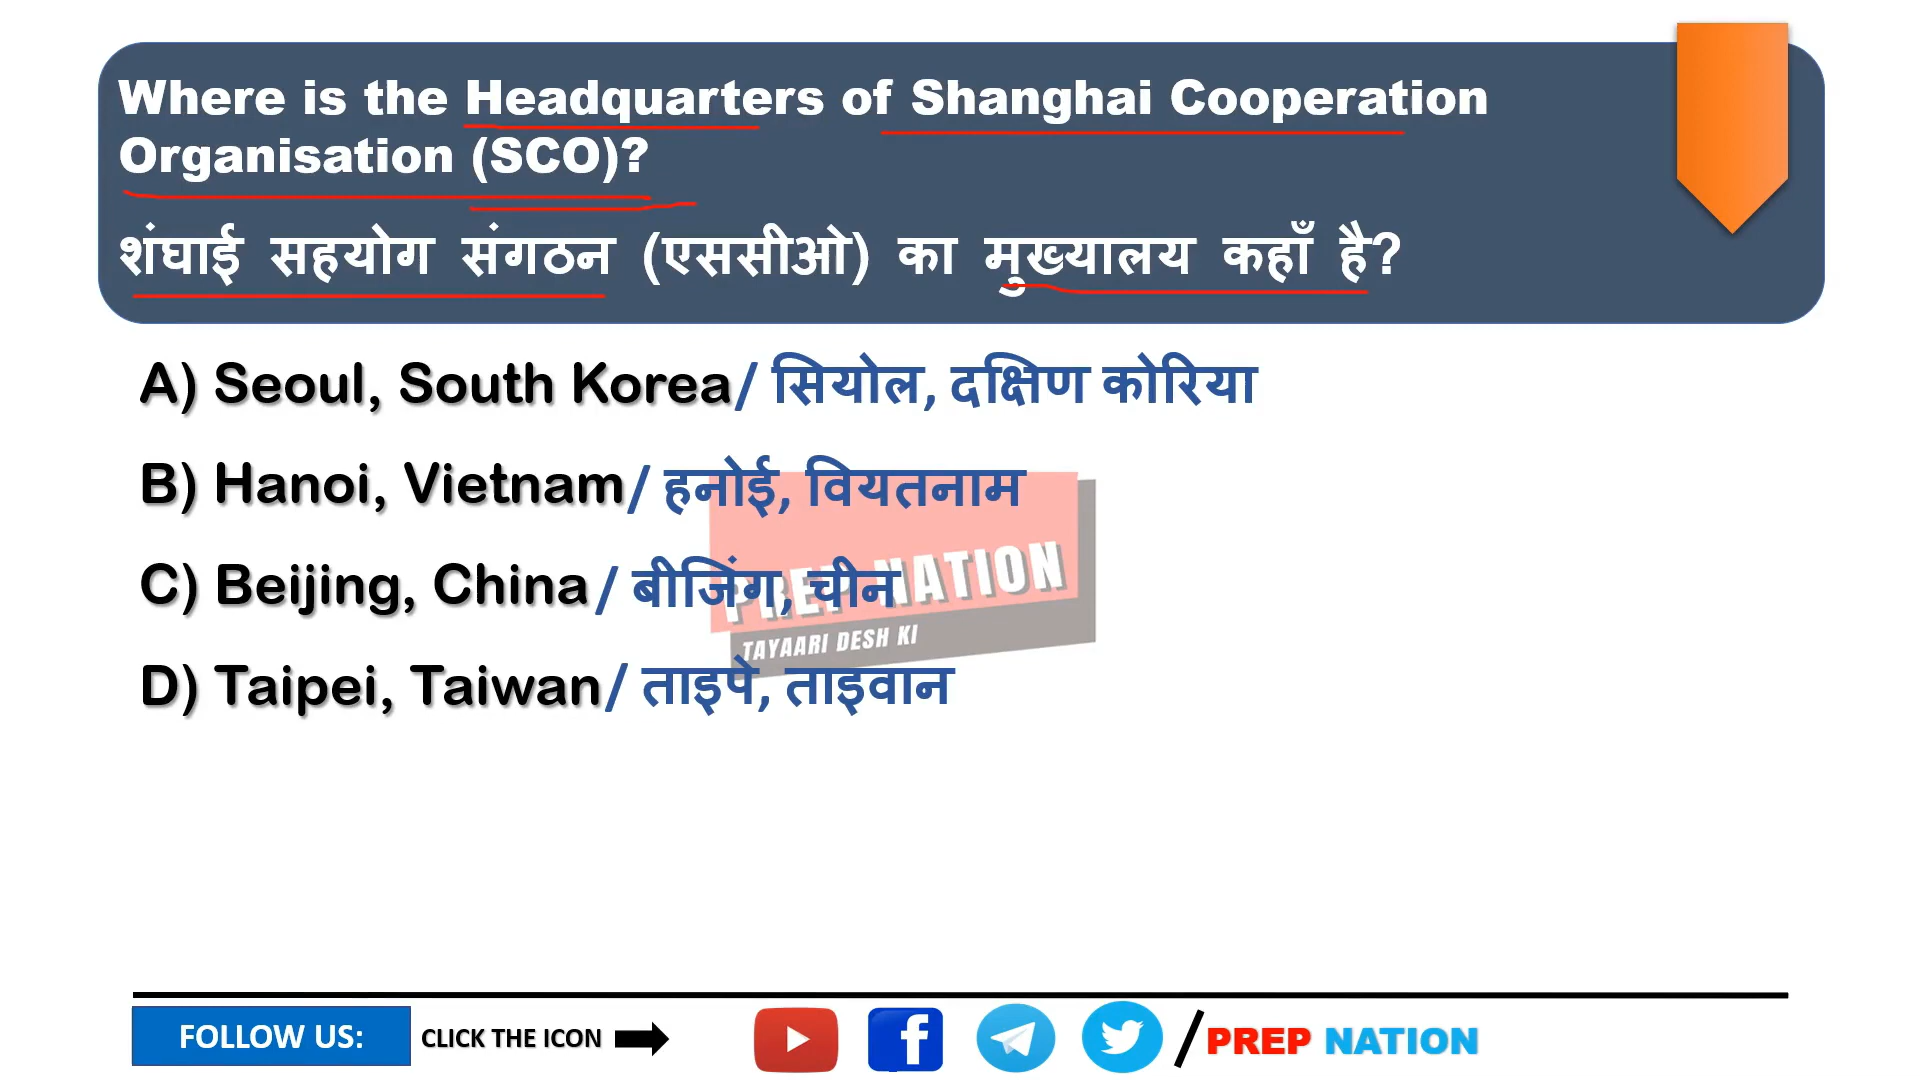 Where is the Headquarters of Shanghai Cooperation
Organisation (SCO)?
शंघाई सहयोग संगठन (एससीओ) का मुख्यालय कहाँ है?
A) Seoul, South Korea/ सियोल, दक्षिण कोरिया
B) Hanoi, Vietnam/ हनोई, वियतनाम
C) Beijing, China/ बीजिंग, चीन
D) Taipei, Taiwan/ ताइपे, ताइवान
PREP NATION
TAYAARI DESH KI
FOLLOW US: CLICK THE ICON /PREP NATION